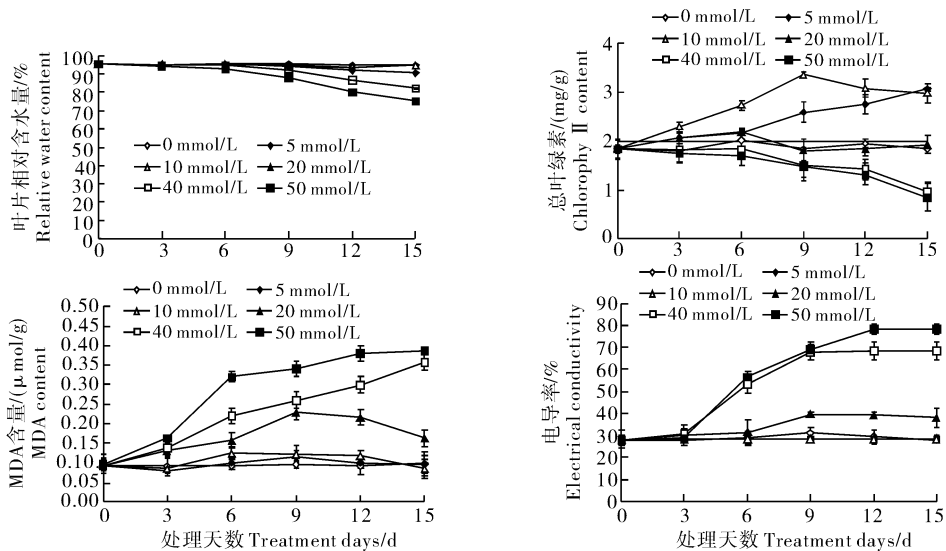 100
90
80
70
60
50
40
30
20
10
0
叶片相对含水量/%
Relative water content
0 mmol/L 5 mmol/L
10 mmol/L 20 mmol/L
40 mmol/L 50 mmol/L
0 3 6 9 12 15
0 mmol/L 5 mmol/L
10 mmol/L 20 mmol/L
40 mmol/L 50 mmol/L
4
3
2
1
0
总叶绿素/(mg/g)
Chlorophy Ⅱ content
0 3 6 9 12 15
0 mmol/L 5 mmol/L
10 mmol/L 20 mmol/L
40 mmol/L 50 mmol/L
0.50
0.45
0.40
0.35
0.30
0.25
0.20
0.15
0.10
0.05
0.00
MDA含量/(μmol/g)
MDA content
0 3 6 9 12 15
处理天数 Treatment days/d
0 mmol/L 5 mmol/L
10 mmol/L 20 mmol/L
40 mmol/L 50 mmol/L
90
80
70
60
50
40
30
20
10
0
电导率/%
Electrical conductivity
0 3 6 9 12 15
处理天数 Treatment days/d